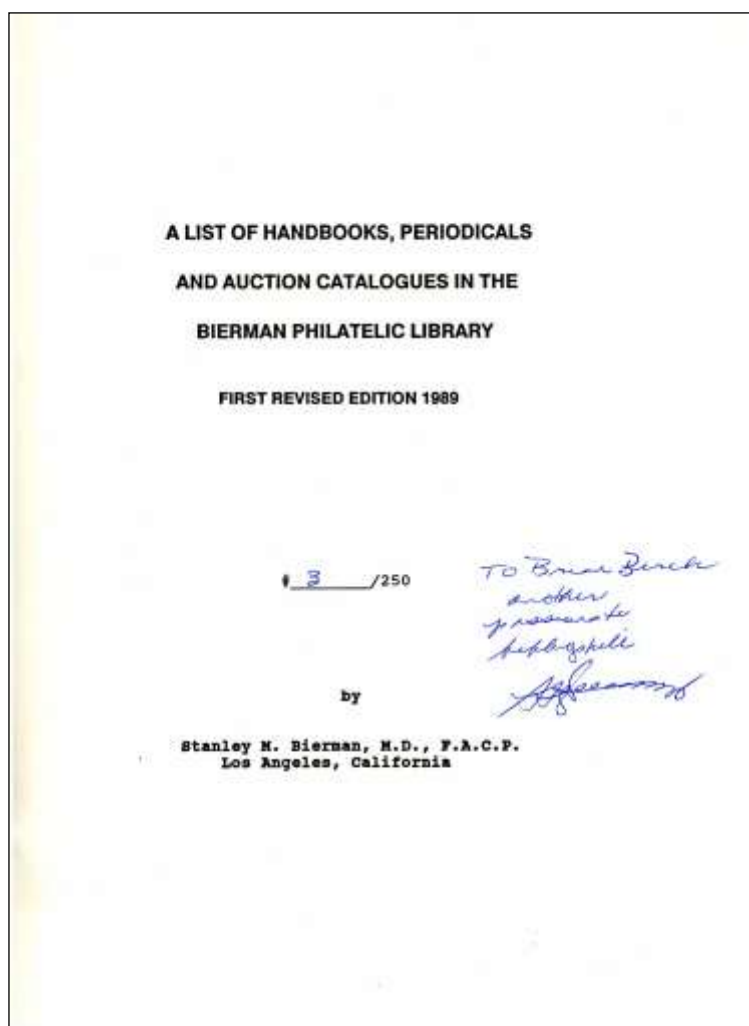 A LIST OF HANDBOOKS, PERIODICALS
AND AUCTION CATALOGUES IN THE
BIERMAN PHILATELIC LIBRARY
FIRST REVISED EDITION 1989
# 3 /250
To Brian Birch
another
passionate
by
Stanley M. Bierman, M.D., F.A.C.P.
Los Angeles, California